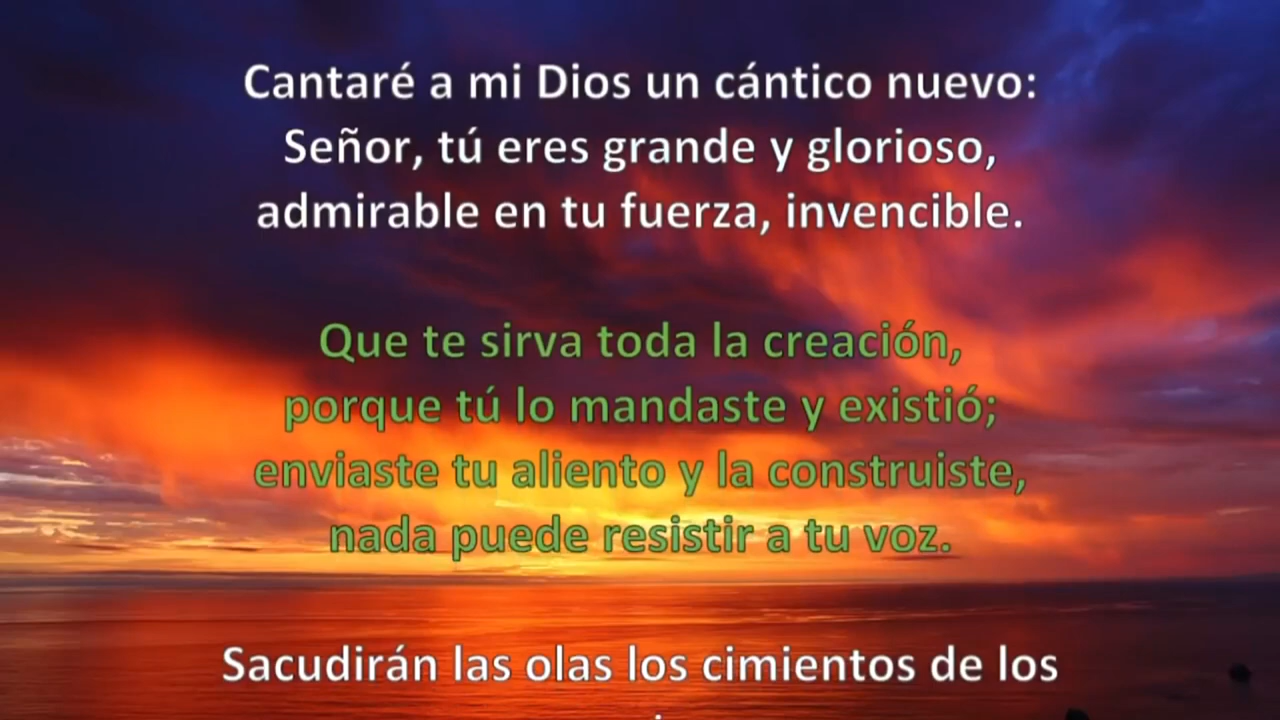 Cantaré a mi Dios un cántico nuevo:
Señor, tú eres grande y glorioso,
admirable en tu fuerza, invencible.
Que te sirva toda la creación,
porque tú lo mandaste y existió;
enviaste tu aliento y la construiste,
nada puede resistir a tu voz.
Sacudirán las olas los cimientos de los